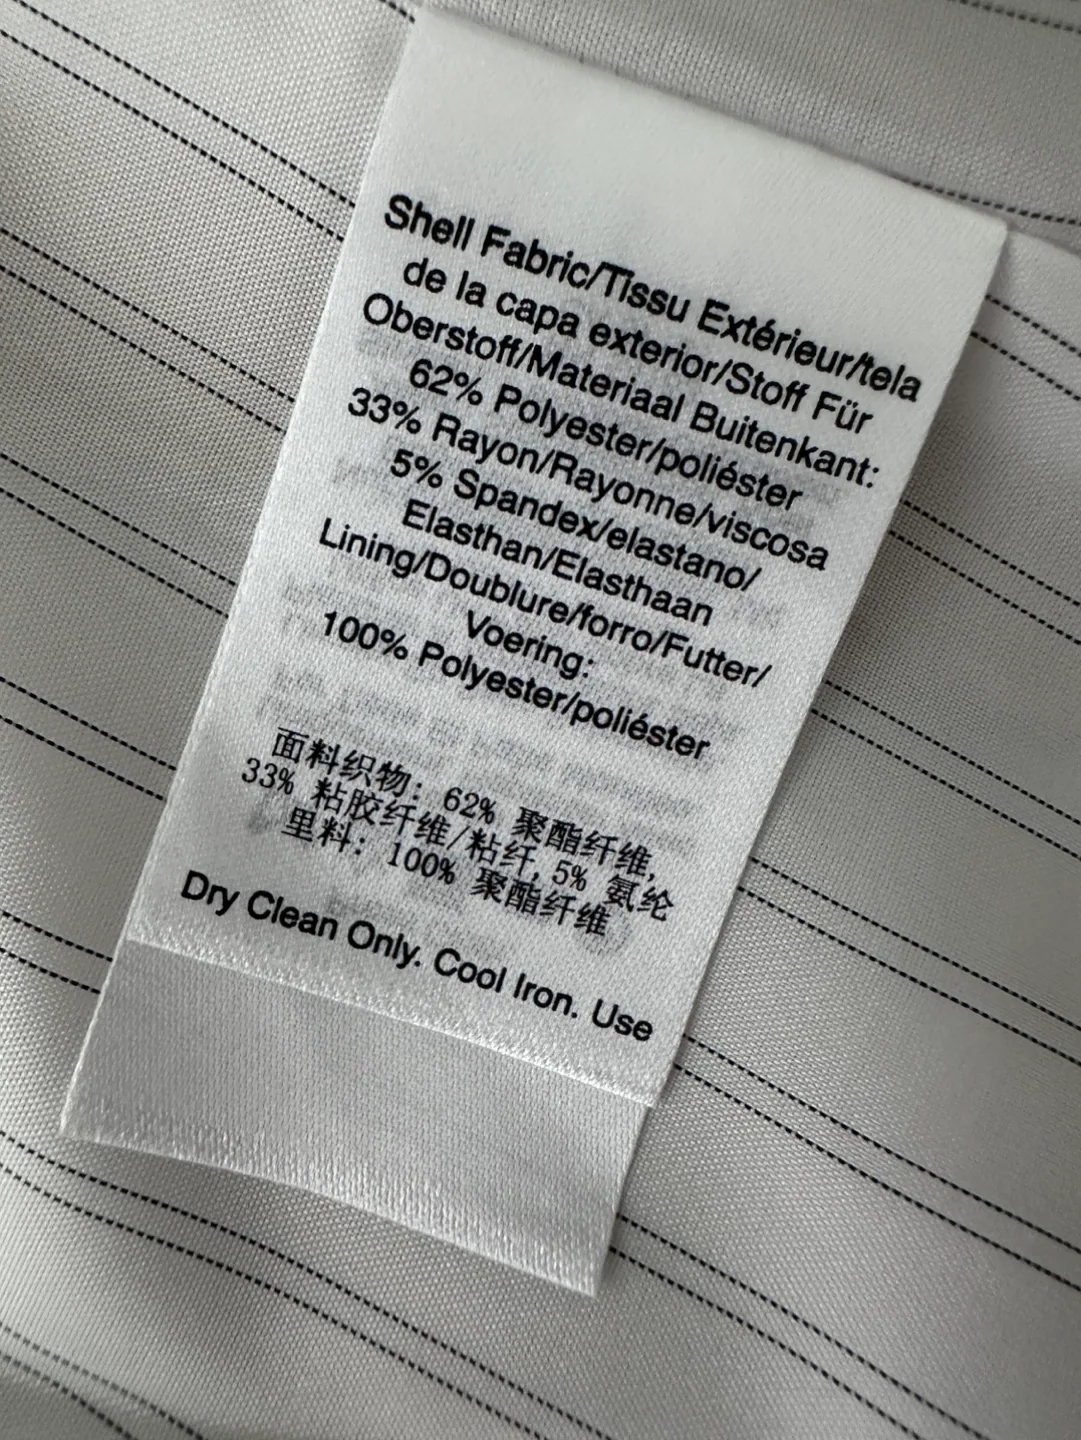 Shell Fabric/Tissu Extérieur/tela
de la capa exterior/Stoff Für
Oberstoff/Materiaal Buitenkant:
62% Polyester/poliéster
33% Rayon/Rayonne/viscosa
5% Spandex/elastano/
Elasthan/Elasthaan
Lining/Doublure/forro/Futter/
Voering:
100% Polyester/poliéster
面料织物: 62% 聚酯纤维,
33% 粘胶纤维/粘纤, 5% 氨纶
里料: 100% 聚酯纤维
Dry Clean Only. Cool Iron. Use